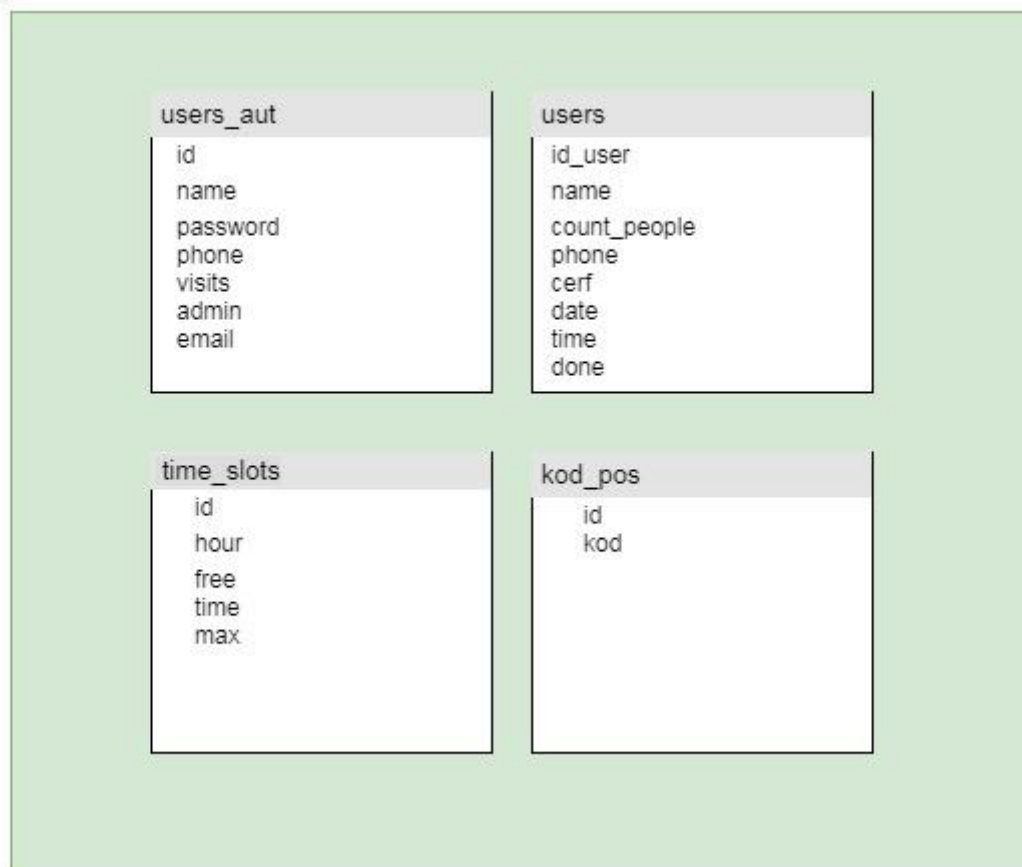 users_aut
id
name
password
phone
visits
admin
email
users
id_user
name
count_people
phone
cerf
date
time
done
time_slots
id
hour
free
time
max
kod_pos
id
kod